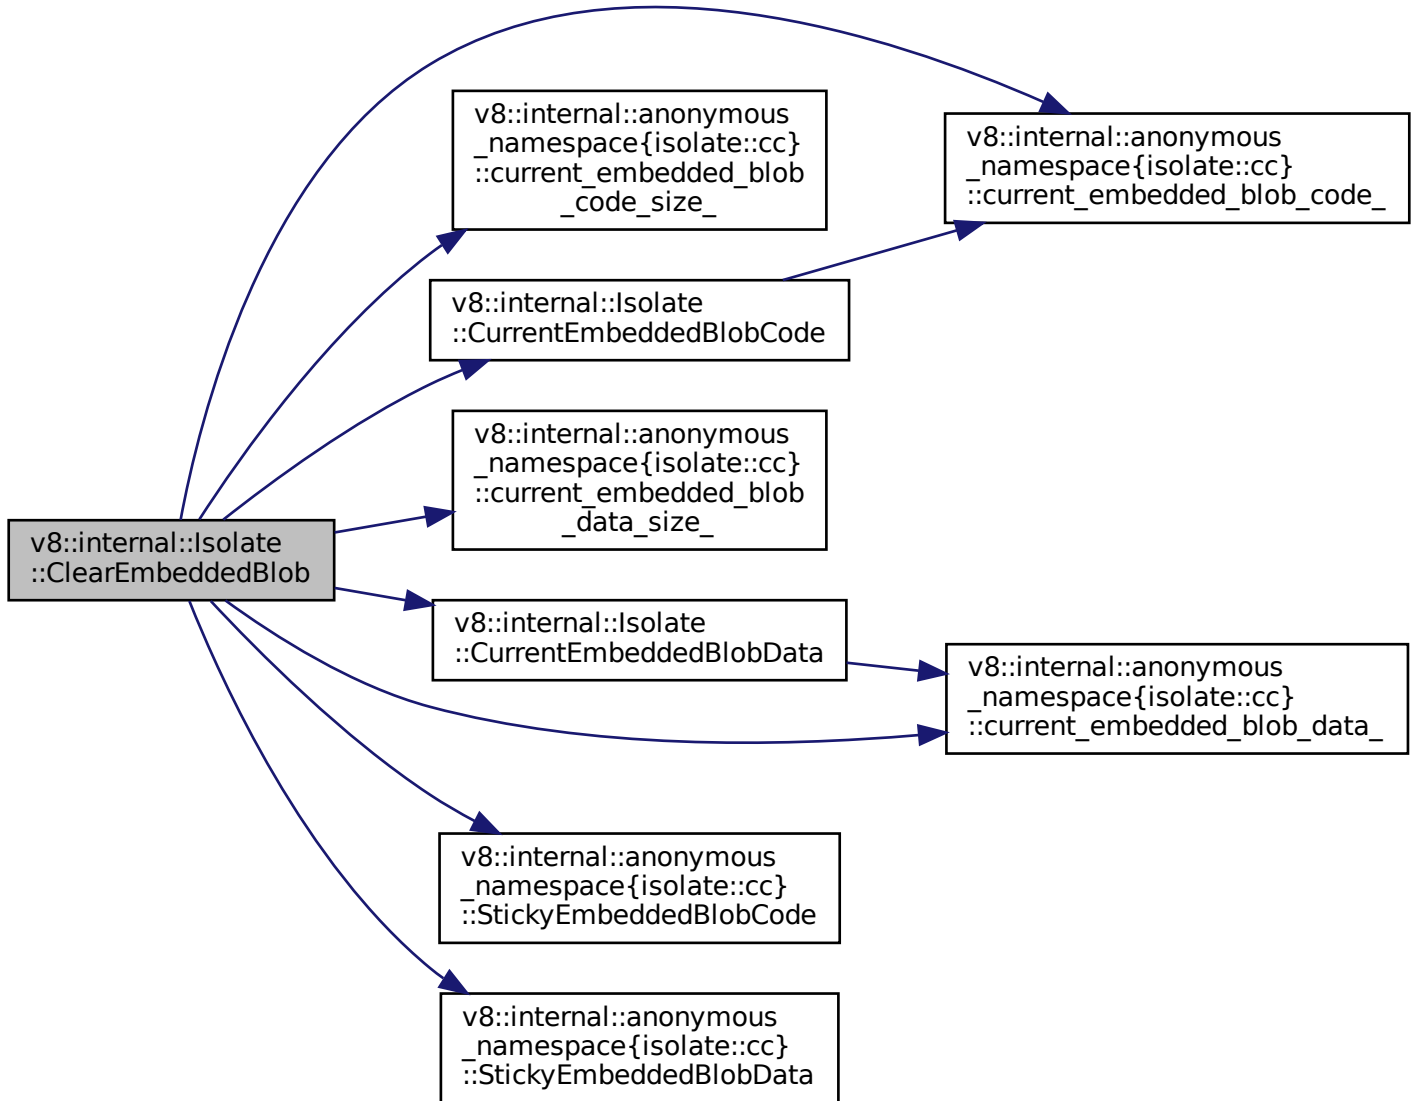 v8::internal::anonymous
_namespace{isolate::cc}
::current_embedded_blob
_code_size_
v8::internal::anonymous
_namespace{isolate::cc}
::current_embedded_blob_code_
v8::internal::Isolate
::CurrentEmbeddedBlobCode
v8::internal::anonymous
_namespace{isolate::cc}
::current_embedded_blob
_data_size_
v8::internal::Isolate
::ClearEmbeddedBlob
v8::internal::Isolate
::CurrentEmbeddedBlobData
v8::internal::anonymous
_namespace{isolate::cc}
::current_embedded_blob_data_
v8::internal::anonymous
_namespace{isolate::cc}
::StickyEmbeddedBlobCode
v8::internal::anonymous
_namespace{isolate::cc}
::StickyEmbeddedBlobData